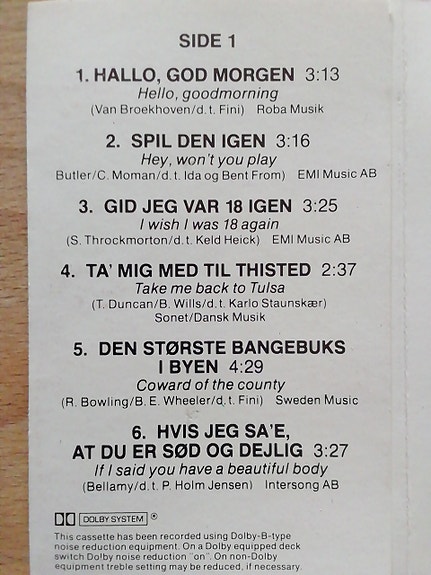 SIDE 1
1. HALLO, GOD MORGEN 3:13
Hello, goodmorning
(Van Broekhoven/d.t. Fini) Roba Musik
2. SPIL DEN IGEN 3:16
Hey, won't you play
Butler/C. Moman/d.t. Ida og Bent From) EMI Music AB
3. GID JEG VAR 18 IGEN 3:25
I wish I was 18 again
(S. Throckmorton/d.t. Keld Heick) EMI Music AB
4. TA' MIG MED TIL THISTED 2:37
Take me back to Tulsa
(T. Duncan/B. Wills/d.t. Karlo Staunskær)
Sonet/Dansk Musik
5. DEN STØRSTE BANGEBUKS
I BYEN 4:29
Coward of the county
(R. Bowling/B. E. Wheeler/d.t. Fini) Sweden Music
6. HVIS JEG SA'E,
AT DU ER SØD OG DEJLIG 3:27
If I said you have a beautiful body
(Bellamy/d.t. P. Holm Jensen) Intersong AB
DOLBY SYSTEM ®
This cassette has been recorded using Dolby-B-type
noise reduction equipment. On a Dolby equipped deck
switch Dolby noise reduction "on". On non-Dolby
equipment treble setting may be reduced, if necessary.